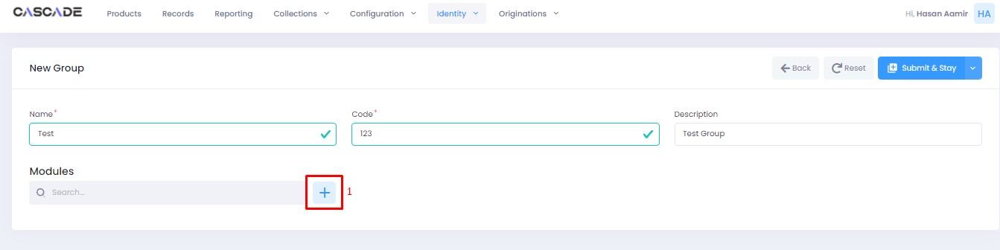 CASCADE Products Records Reporting Collections Configuration Identity Originations Hi, Hasan Aamir HA
New Group Back Reset Submit & Stay
Name* Code* Description
Test 123 Test Group
Modules
Search... 1